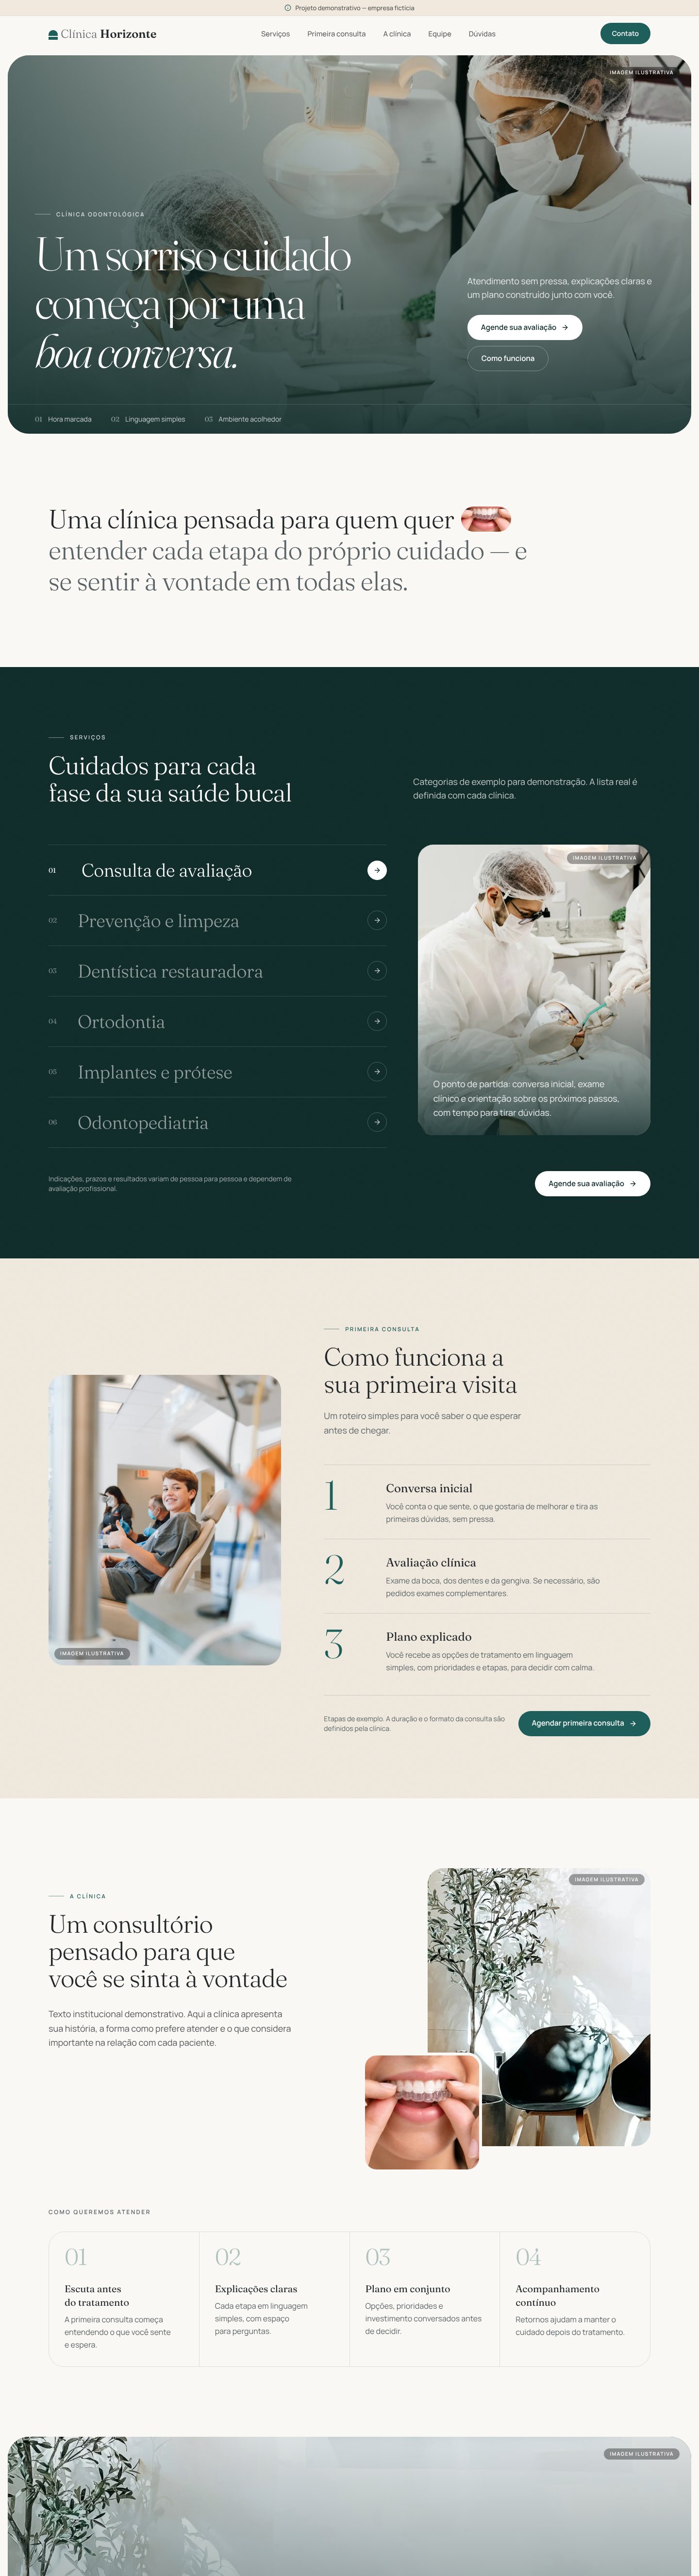 Projeto demonstrativo — empresa fictícia
Clínica Horizonte
Serviços
Primeira consulta
A clínica
Equipe
Dúvidas
Contato
IMAGEM ILUSTRATIVA
CLÍNICA ODONTOLÓGICA
Um sorriso cuidado
começa por uma
boa conversa.
Atendimento sem pressa, explicações claras e
um plano construído junto com você.
Agende sua avaliação
Como funciona
01 Hora marcada
02 Linguagem simples
03 Ambiente acolhedor
Uma clínica pensada para quem quer
entender cada etapa do próprio cuidado — e
se sentir à vontade em todas elas.
SERVIÇOS
Cuidados para cada
fase da sua saúde bucal
Categorias de exemplo para demonstração. A lista real é
definida com cada clínica.
01 Consulta de avaliação
02 Prevenção e limpeza
03 Dentística restauradora
04 Ortodontia
05 Implantes e prótese
06 Odontopediatria
IMAGEM ILUSTRATIVA
O ponto de partida: conversa inicial, exame
clínico e orientação sobre os próximos passos,
com tempo para tirar dúvidas.
Indicações, prazos e resultados variam de pessoa para pessoa e dependem de
avaliação profissional.
Agende sua avaliação
PRIMEIRA CONSULTA
Como funciona a
sua primeira visita
Um roteiro simples para você saber o que esperar
antes de chegar.
1
Conversa inicial
Você conta o que sente, o que gostaria de melhorar e tira as
primeiras dúvidas, sem pressa.
2
Avaliação clínica
Exame da boca, dos dentes e da gengiva. Se necessário, são
pedidos exames complementares.
3
Plano explicado
Você recebe as opções de tratamento em linguagem
simples, com prioridades e etapas, para decidir com calma.
IMAGEM ILUSTRATIVA
Etapas de exemplo. A duração e o formato da consulta são
definidos pela clínica.
Agendar primeira consulta
A CLÍNICA
Um consultório
pensado para que
você se sinta à vontade
Texto institucional demonstrativo. Aqui a clínica apresenta
sua história, a forma como prefere atender e o que considera
importante na relação com cada paciente.
IMAGEM ILUSTRATIVA
COMO QUEREMOS ATENDER
01
Escuta antes
do tratamento
A primeira consulta começa
entendendo o que você sente
e espera.
02
Explicações claras
Cada etapa em linguagem
simples, com espaço
para perguntas.
03
Plano em conjunto
Opções, prioridades e
investimento conversados antes
de decidir.
04
Acompanhamento
contínuo
Retornos ajudam a manter o
cuidado depois do tratamento.
IMAGEM ILUSTRATIVA